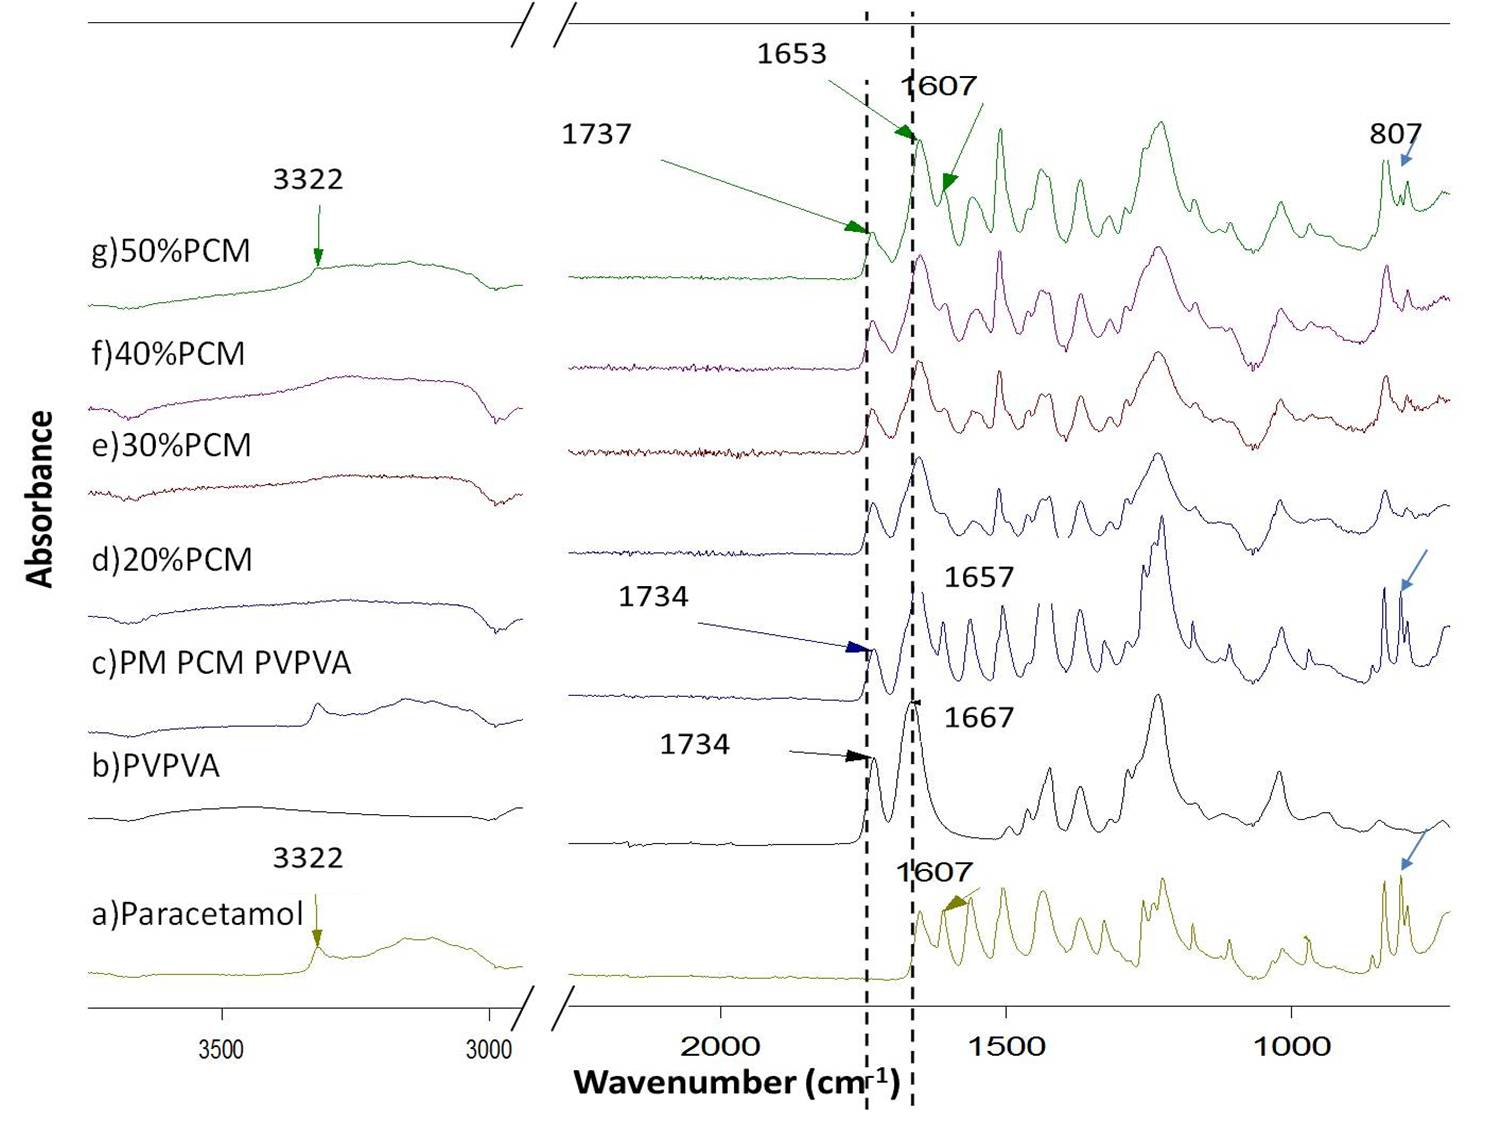 1653
1607
1737
807
3322
g)50%PCM
f)40%PCM
e)30%PCM
d)20%PCM
1657
1734
c)PM PCM PVPVA
1667
1734
b)PVPVA
3322
1607
a)Paracetamol
Absorbance
3500
3000
2000
1500
1000
Wavenumber (cm-1)